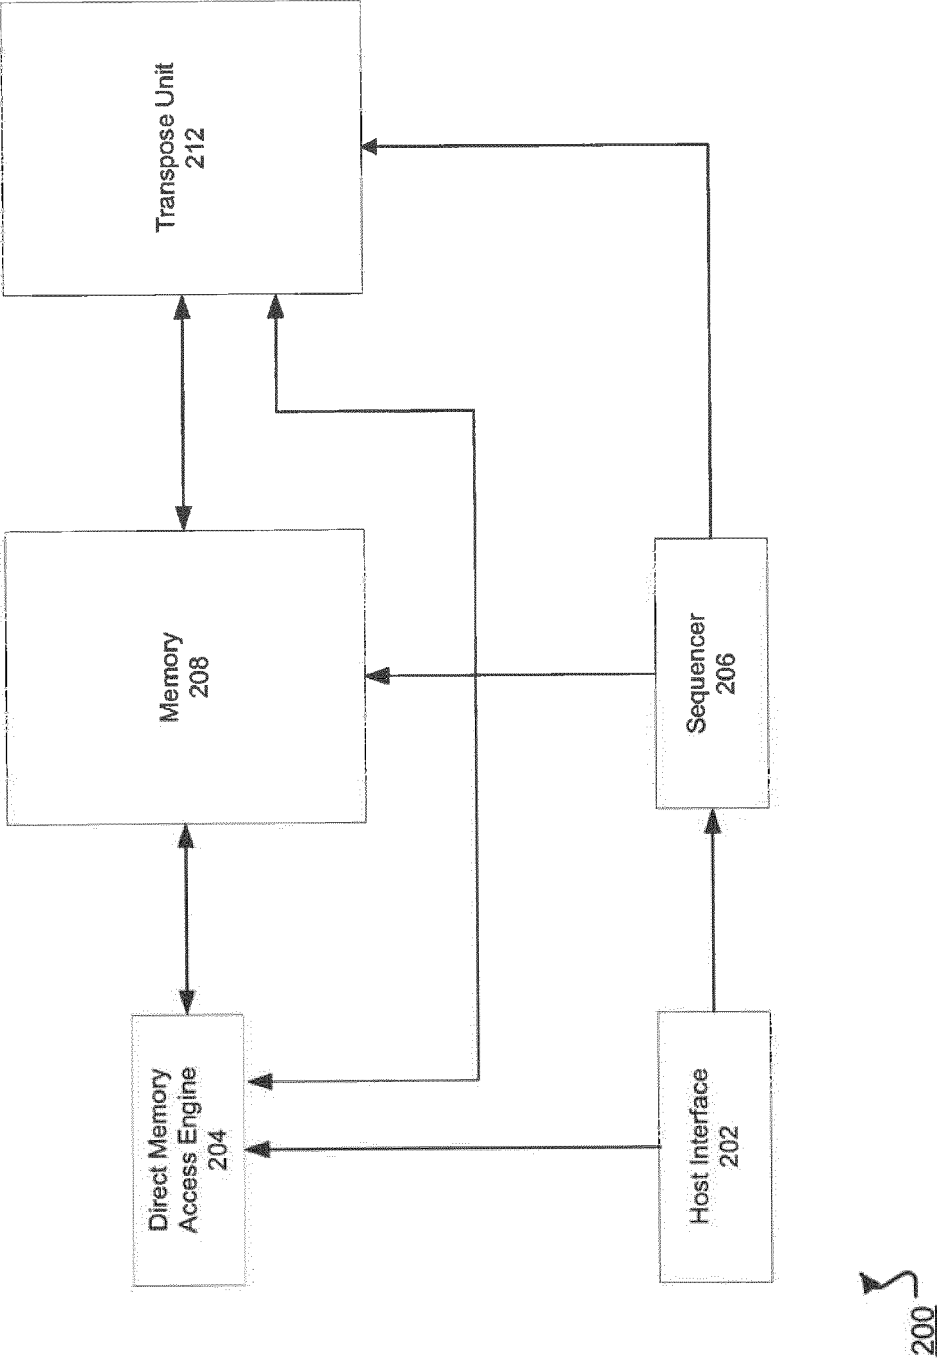 Direct Memory
Access Engine
204
Memory
208
Transpose Unit
212
Host Interface
202
Sequencer
206
200